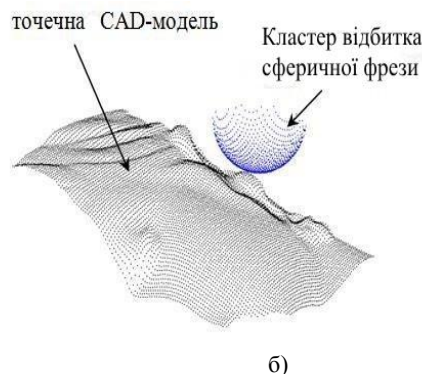 точечна CAD-модель
Кластер відбитка
сферичної фрези
б)